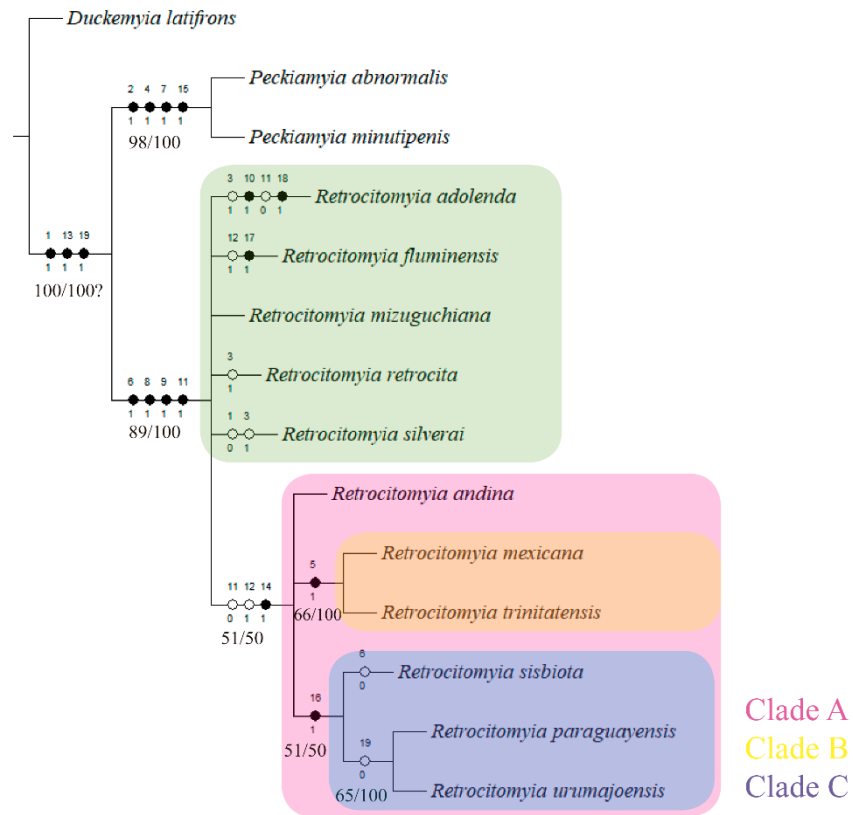 Duckemyia latifrons
2 4 7 15
Peckiamyia abnormalis
1 1 1 1
98/100
Peckiamyia minutipenis
3 10 11 18
Retrocitomyia adolenda
1 1 0 1
1 13 19
1 1 1
100/100?
12 17
Retrocitomyia fluminensis
1 1
Retrocitomyia mizuguchiana
3
Retrocitomyia retrocita
1
6 8 9 11
1 1 1 1
89/100
1 3
Retrocitomyia silverai
0 1
Retrocitomyia andina
Retrocitomyia mexicana
5
1
66/100
Retrocitomyia trinitatensis
11 12 14
0 1 1
51/50
6
Retrocitomyia sisbiota
0
16
1
51/50
Retrocitomyia paraguayensis
19
0
65/100
Retrocitomyia urumajoensis
Clade A
Clade B
Clade C